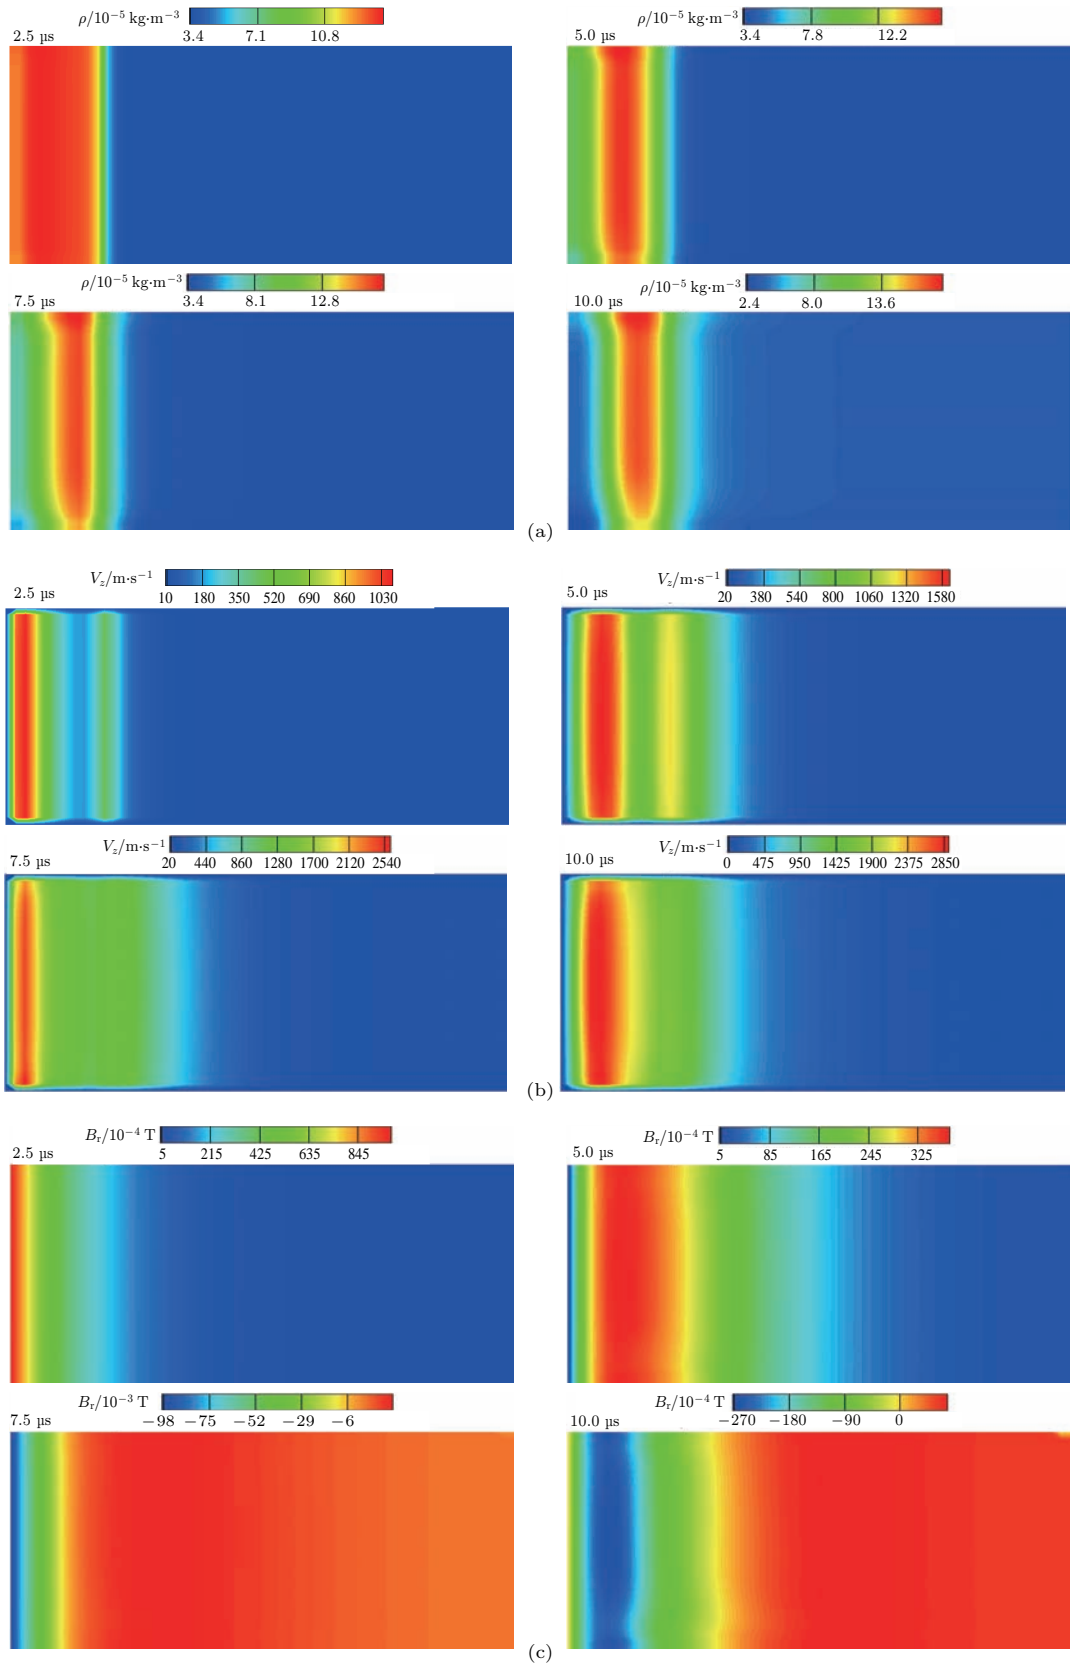 ρ/10⁻⁵ kg·m⁻³
2.5 µs 3.4 7.1 10.8
ρ/10⁻⁵ kg·m⁻³
5.0 µs 3.4 7.8 12.2
ρ/10⁻⁵ kg·m⁻³
7.5 µs 3.4 8.1 12.8
ρ/10⁻⁵ kg·m⁻³
10.0 µs 2.4 8.0 13.6
(a)
V_z/m·s⁻¹
2.5 µs 10 180 350 520 690 860 1030
V_z/m·s⁻¹
5.0 µs 20 380 540 800 1060 1320 1580
V_z/m·s⁻¹
7.5 µs 20 440 860 1280 1700 2120 2540
V_z/m·s⁻¹
10.0 µs 0 475 950 1425 1900 2375 2850
(b)
B_r/10⁻⁴ T
2.5 µs 5 215 425 635 845
B_r/10⁻⁴ T
5.0 µs 5 85 165 245 325
B_r/10⁻³ T
7.5 µs −98 −75 −52 −29 −6
B_r/10⁻⁴ T
10.0 µs −270 −180 −90 0
(c)